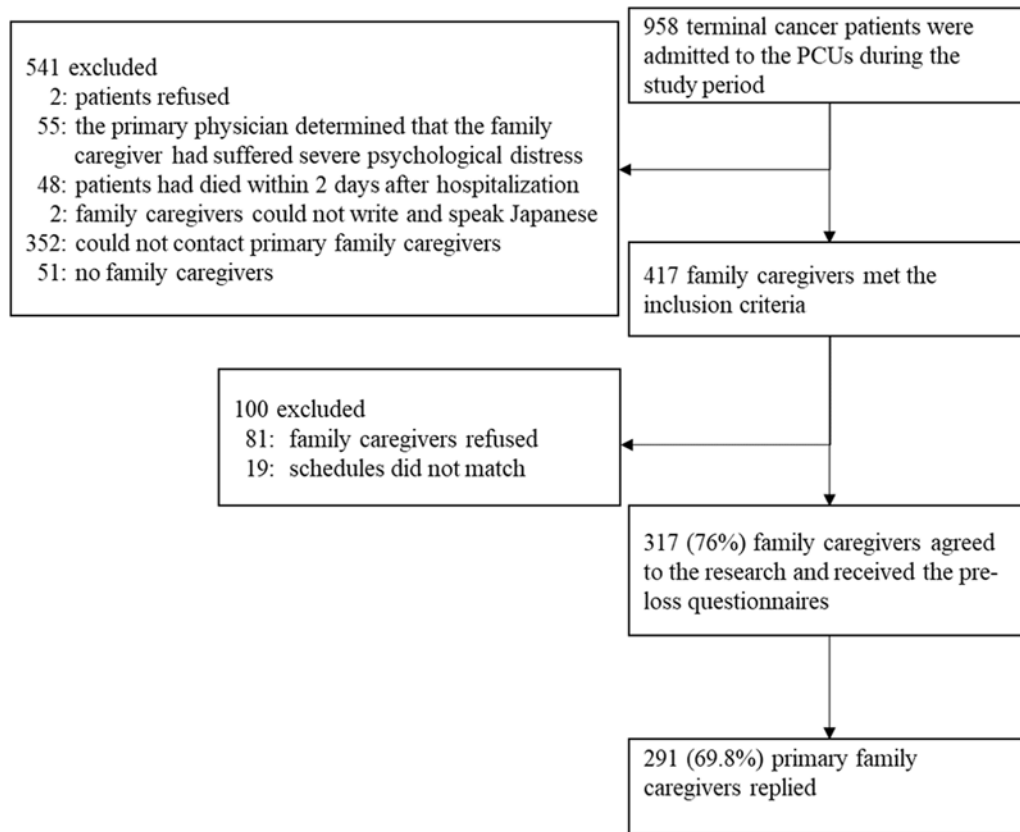 958 terminal cancer patients were
admitted to the PCUs during the
study period
541 excluded
2: patients refused
55: the primary physician determined that the family
caregiver had suffered severe psychological distress
48: patients had died within 2 days after hospitalization
2: family caregivers could not write and speak Japanese
352: could not contact primary family caregivers
51: no family caregivers
417 family caregivers met the
inclusion criteria
100 excluded
81: family caregivers refused
19: schedules did not match
317 (76%) family caregivers agreed
to the research and received the pre-
loss questionnaires
291 (69.8%) primary family
caregivers replied